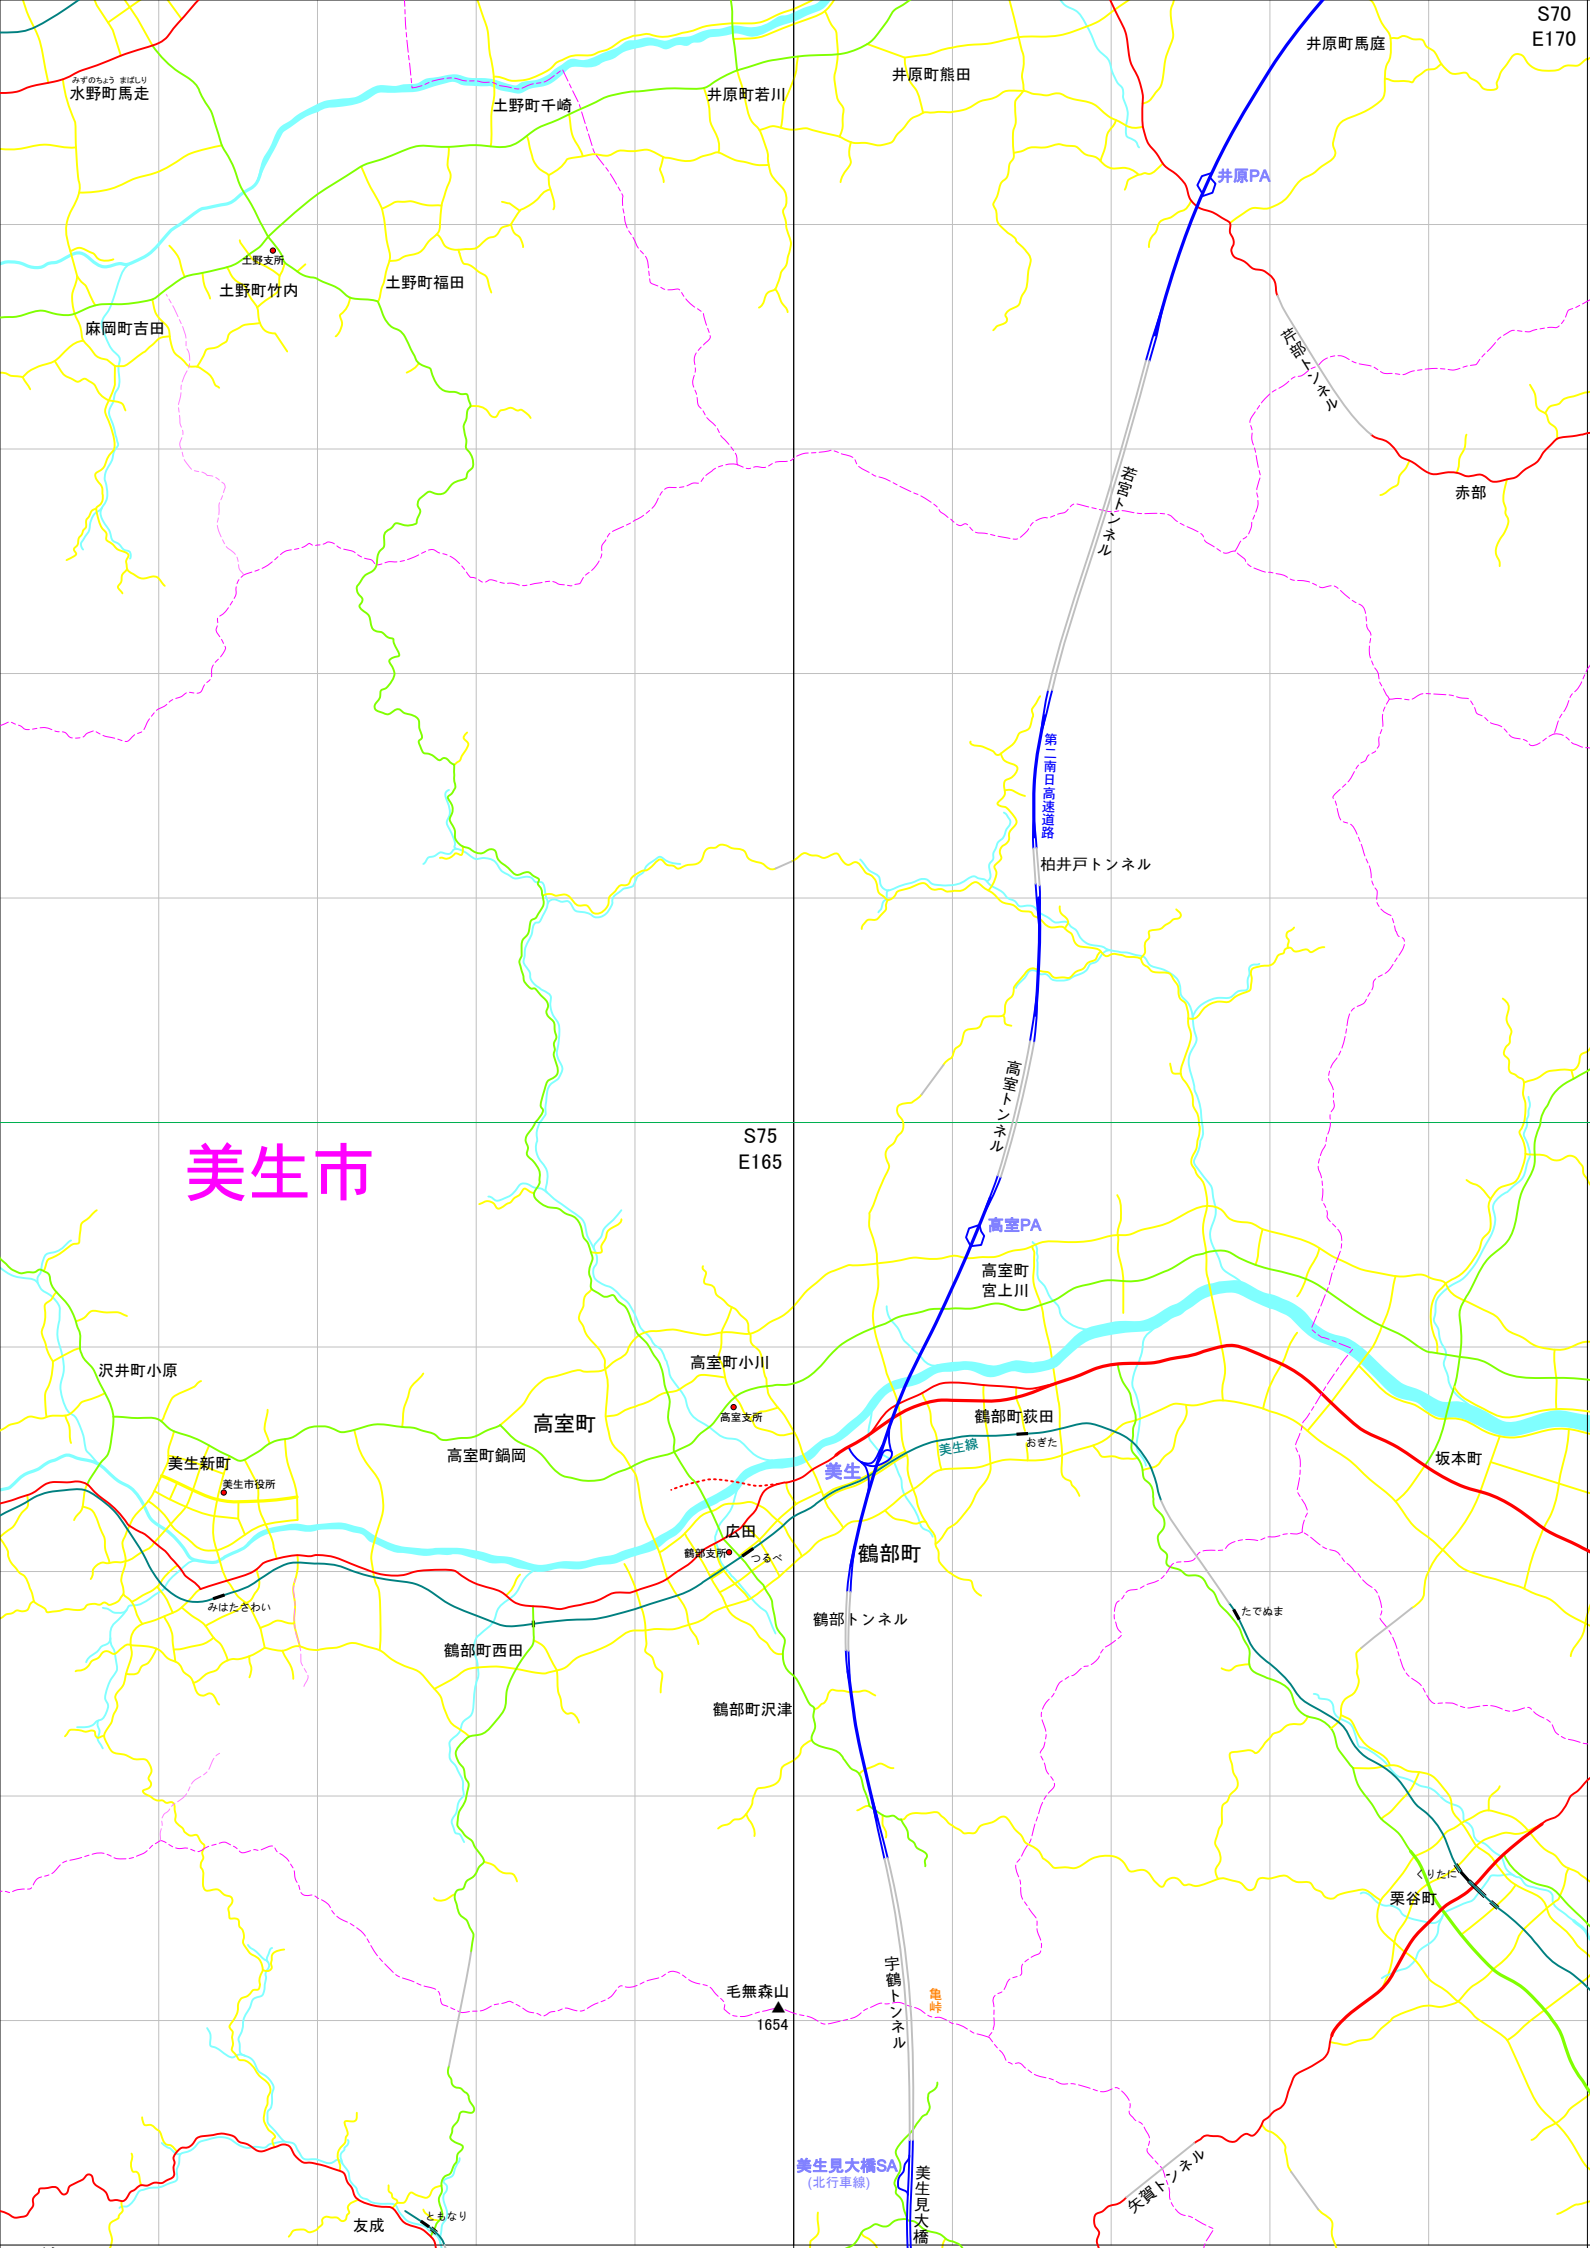 S70
E170
井原町馬庭
みずのちょう まばしり
水野町馬走
土野町千崎
井原町若川
井原町熊田
井原PA
土野支所
土野町竹内
土野町福田
麻岡町吉田
芹部トンネル
赤部
若宮トンネル
第二南日高速道路
柏井戸トンネル
高室トンネル
美生市
S75
E165
高室PA
高室町
宮上川
沢井町小原
高室町小川
高室支所
高室町
高室町鍋岡
鶴部町荻田
おぎた
美生線
美生
坂本町
美生新町
美生市役所
広田
鶴部支所
つるべ
鶴部町
みはたさわい
たでぬま
鶴部トンネル
鶴部町西田
鶴部町沢津
くりたに
栗谷町
毛無森山
1654
宇鶴トンネル
亀峠
美生見大橋SA
(北行車線)
美生見大橋
矢賀トンネル
友成
ともなり